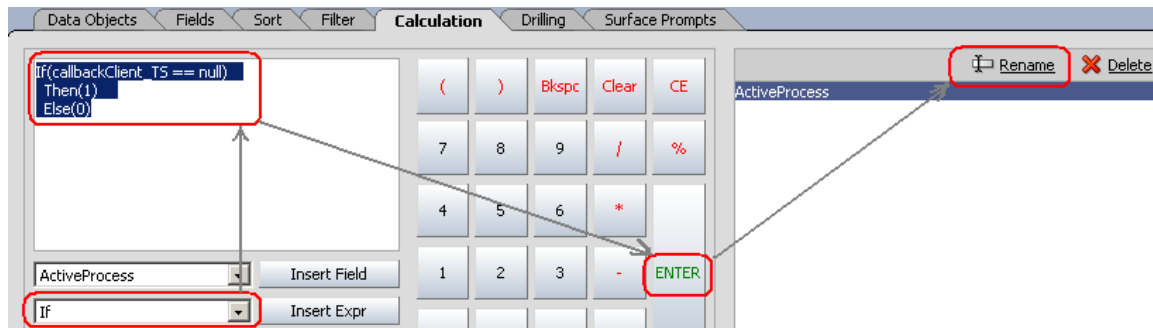 Data Objects Fields Sort Filter Calculation Drilling Surface Prompts
If(callbackClient_TS == null)
Then(1)
Else(0)
( ) Bkspc Clear CE
7 8 9 / %
4 5 6 *
1 2 3 - ENTER
ActiveProcess Insert Field
If Insert Expr
Rename Delete
ActiveProcess